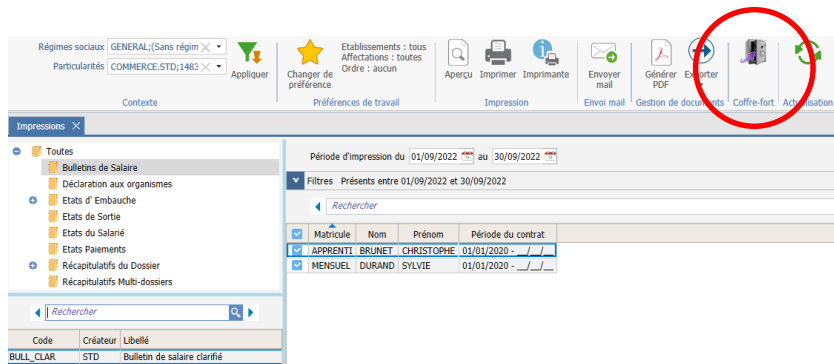 Régimes sociaux GENERAL;(Sans régim
Particularités COMMERCE.STD;148
Appliquer
Contexte
Changer de préférence
Etablissements : tous
Affectations : toutes
Ordre : aucun
Préférences de travail
Aperçu Imprimer Imprimante
Impression
Envoyer mail
Envoi mail
Générer PDF
Exporter
Gestion de documents
Coffre-fort
Actualisation
Impressions
Toutes
Bulletins de Salaire
Déclaration aux organismes
Etats d' Embauche
Etats de Sortie
Etats du Salarié
Etats Paiements
Récapitulatifs du Dossier
Récapitulatifs Multi-dossiers
Rechercher
Code Créateur Libellé
BULL_CLAR STD Bulletin de salaire clarifié
Période d'impression du 01/09/2022 au 30/09/2022
Filtres Présents entre 01/09/2022 et 30/09/2022
Rechercher
Matricule Nom Prénom Période du contrat
APPRENTI BRUNET CHRISTOPHE 01/01/2020 - __/__/__
MENSUEL DURAND SYLVIE 01/01/2020 - __/__/__